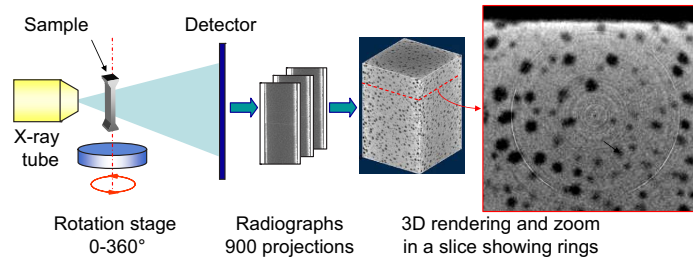 Sample
Detector
X-ray
tube
Rotation stage
0-360°
Radiographs
900 projections
3D rendering and zoom
in a slice showing rings